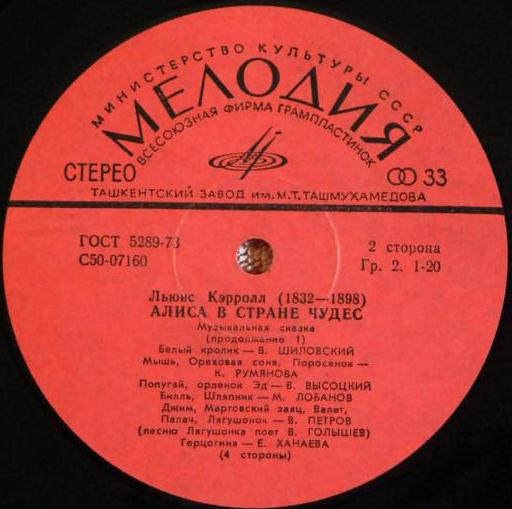 МИНИСТЕРСТВО КУЛЬТУРЫ СССР
МЕЛОДИЯ
ВСЕСОЮЗНАЯ ФИРМА ГРАМПЛАСТИНОК
СТЕРЕО
33
ТАШКЕНТСКИЙ ЗАВОД ИМ. М.Т. ТАШМУХАМЕДОВА
ГОСТ 5289-73
С50-07160
2 сторона
Гр. 2. 1-20
Льюис Кэрролл (1832—1898)
АЛИСА В СТРАНЕ ЧУДЕС
Музыкальная сказка
(продолжение 1)
Белый кролик — В. ШИЛОВСКИЙ
Мышь, Ореховая соня, Поросенок —
К. РУМЯНОВА
Попугай, орленок Эд — В. ВЫСОЦКИЙ
Билль, Шляпник — М. ЛОБАНОВ
Джим, Мартовский заяц, Валет,
Палач, Лягушонок — В. ПЕТРОВ
(песню Лягушонка поет В. ГОЛЫШЕВ)
Герцогиня — Е. ХАНАЕВА
(4 стороны)